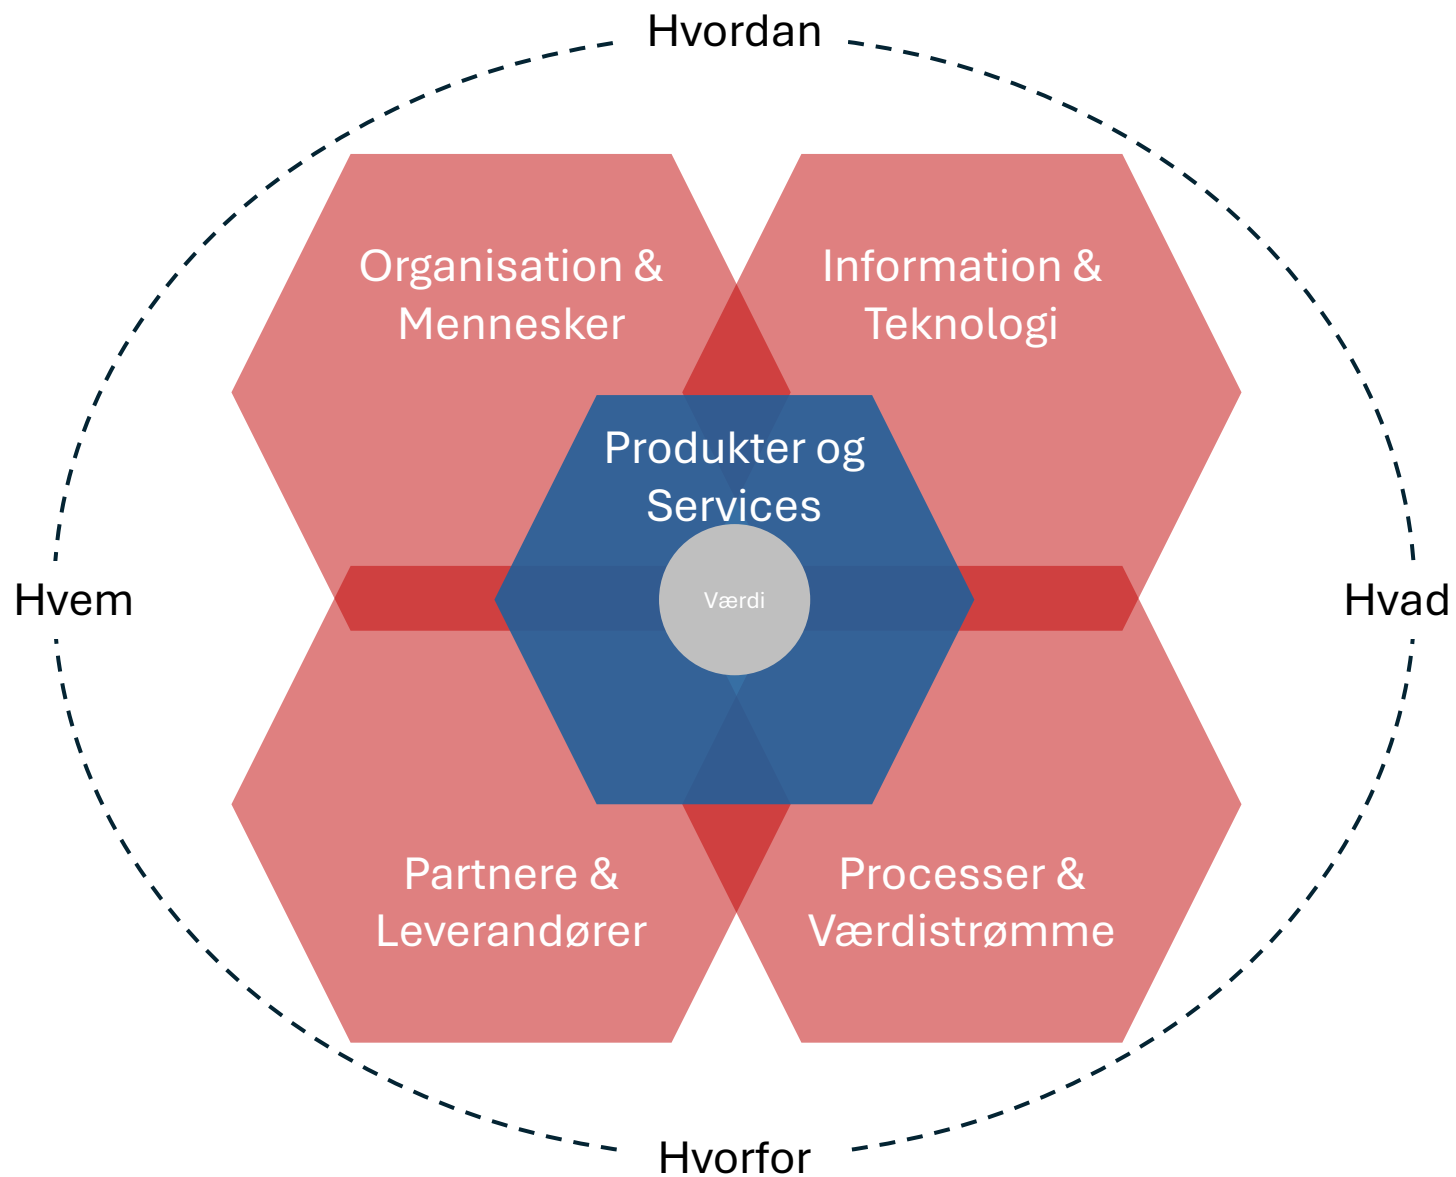 Hvordan
Organisation &
Mennesker
Information &
Teknologi
Produkter og
Services
Hvem
Værdi
Hvad
Partnere &
Leverandører
Processer &
Værdistrømme
Hvorfor